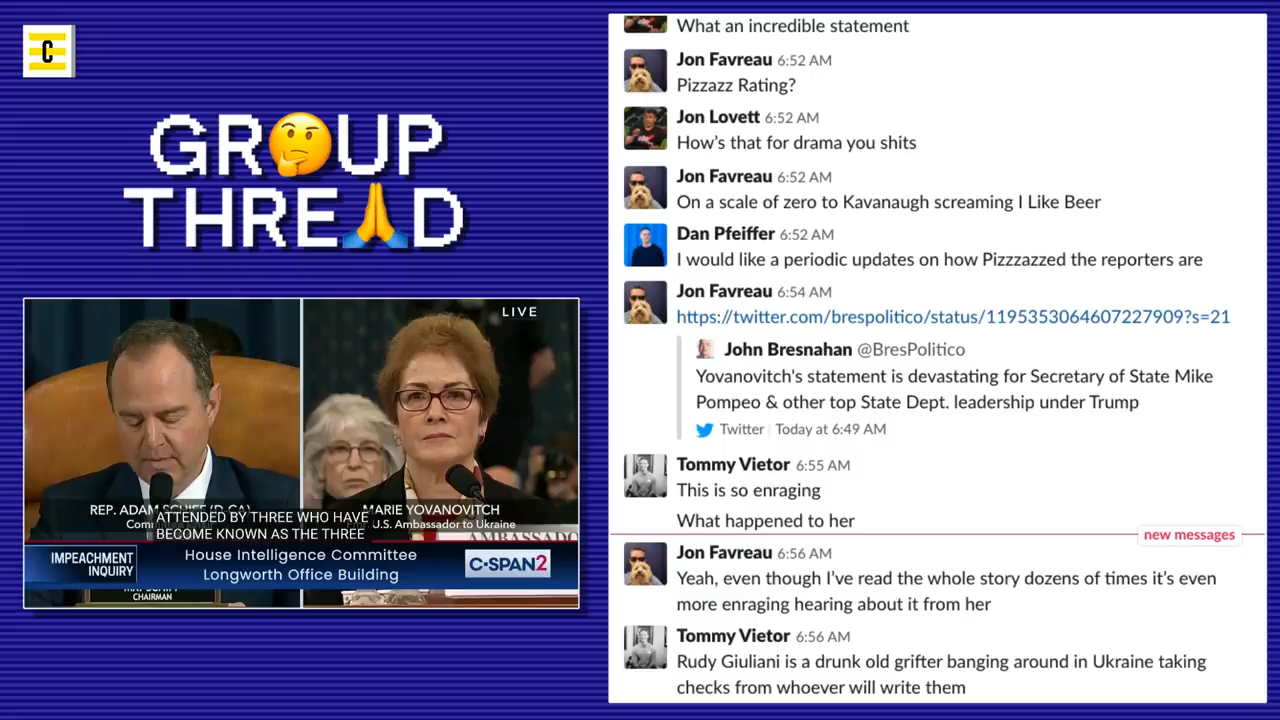 C
GR🤔UP
THRE🙏D
LIVE
REP. ADAM SCHIFF (D-CA)
MARIE YOVANOVITCH
U.S. Ambassador to Ukraine
ATTENDED BY THREE WHO HAVE
BECOME KNOWN AS THE THREE
AMBASSADO
IMPEACHMENT
INQUIRY
House Intelligence Committee
Longworth Office Building
C-SPAN2
CHAIRMAN
What an incredible statement
Jon Favreau 6:52 AM
Pizzazz Rating?
Jon Lovett 6:52 AM
How's that for drama you shits
Jon Favreau 6:52 AM
On a scale of zero to Kavanaugh screaming I Like Beer
Dan Pfeiffer 6:52 AM
I would like a periodic updates on how Pizzzazzed the reporters are
Jon Favreau 6:54 AM
https://twitter.com/brespolitico/status/1195353064607227909?s=21
John Bresnahan @BresPolitico
Yovanovitch's statement is devastating for Secretary of State Mike
Pompeo & other top State Dept. leadership under Trump
Twitter | Today at 6:49 AM
Tommy Vietor 6:55 AM
This is so enraging
What happened to her
new messages
Jon Favreau 6:56 AM
Yeah, even though I've read the whole story dozens of times it's even
more enraging hearing about it from her
Tommy Vietor 6:56 AM
Rudy Giuliani is a drunk old grifter banging around in Ukraine taking
checks from whoever will write them